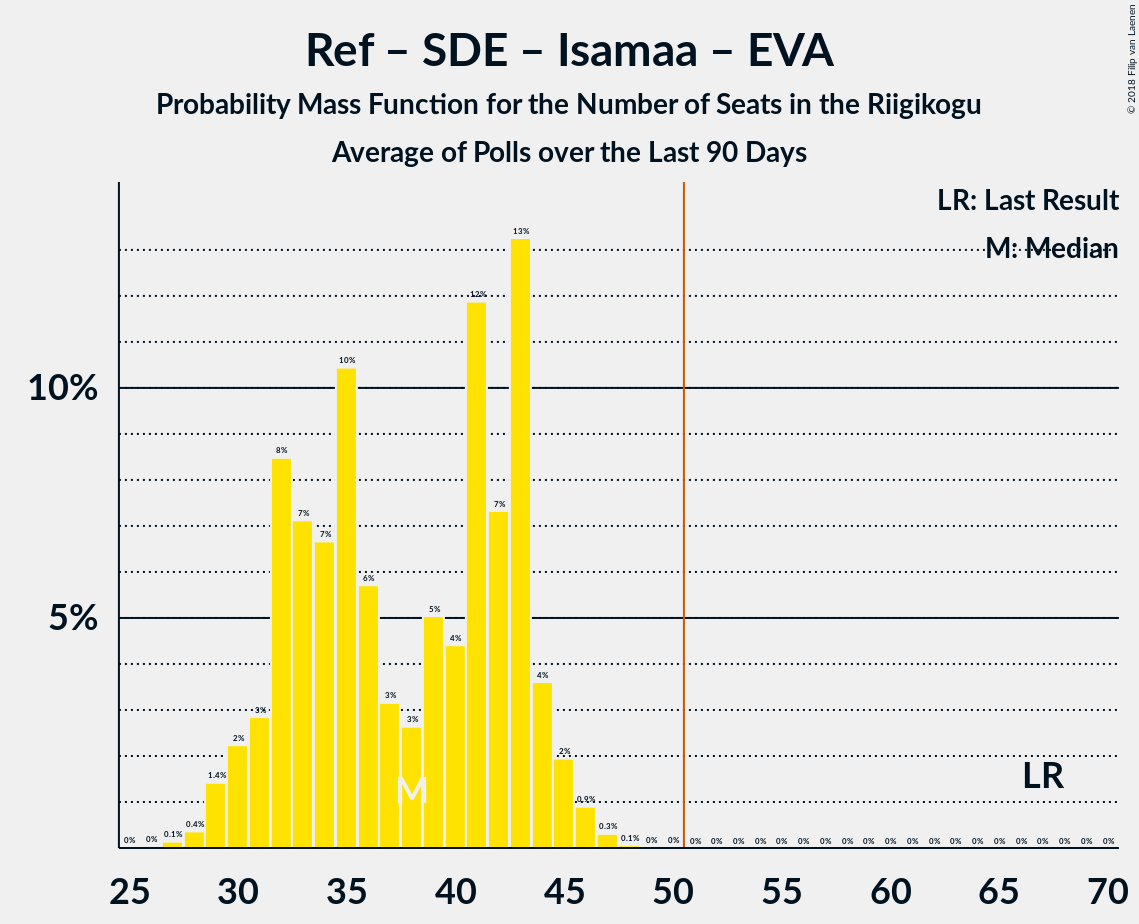 Ref – SDE – Isamaa – EVA
Probability Mass Function for the Number of Seats in the Riigikogu
Average of Polls over the Last 90 Days
© 2018 Filip van Laenen
LR: Last Result
M: Median
10%
5%
0% 0% 0.1% 0.4% 1.4% 2% 3% 8% 7% 7% 10% 6% 3% 3% 5% 4% 12% 7% 13% 4% 2% 0.9% 0.3% 0.1% 0% 0% 0% 0% 0% 0% 0% 0% 0% 0% 0% 0% 0% 0% 0% 0% 0% 0% 0% 0% 0% 0%
M
LR
25 30 35 40 45 50 55 60 65 70